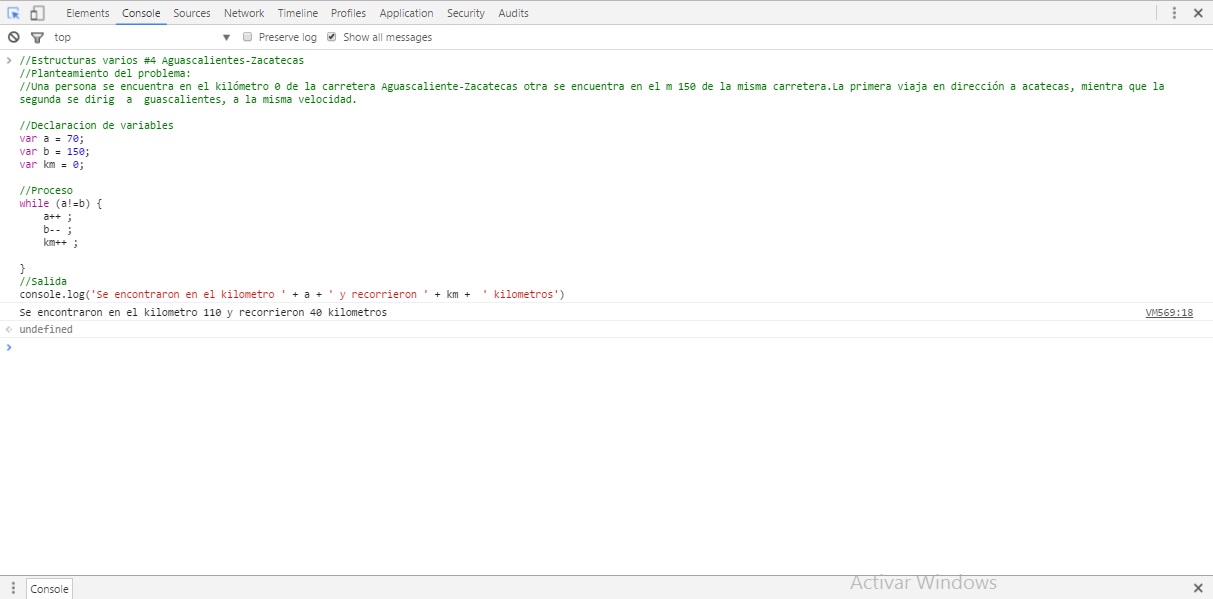 Elements Console Sources Network Timeline Profiles Application Security Audits
top Preserve log Show all messages
//Estructuras varios #4 Aguascalientes-Zacatecas
//Planteamiento del problema:
//Una persona se encuentra en el kilómetro 0 de la carretera Aguascaliente-Zacatecas otra se encuentra en el m 150 de la misma carretera.La primera viaja en dirección a acatecas, mientra que la
segunda se dirig  a  guascalientes, a la misma velocidad.
//Declaracion de variables
var a = 70;
var b = 150;
var km = 0;
//Proceso
while (a!=b) {
    a++ ;
    b-- ;
    km++ ;
}
//Salida
console.log('Se encontraron en el kilometro ' + a + ' y recorrieron ' + km +  ' kilometros')
Se encontraron en el kilometro 110 y recorrieron 40 kilometros VM569:18
undefined
Activar Windows
Console